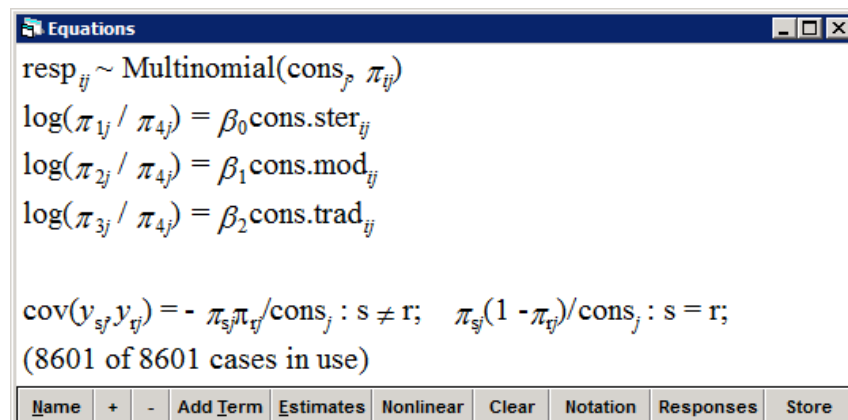 Equations
resp_ij ~ Multinomial(cons_j, π_ij)
log(π_1j / π_4j) = β_0cons.ster_ij
log(π_2j / π_4j) = β_1cons.mod_ij
log(π_3j / π_4j) = β_2cons.trad_ij
cov(y_sj, y_rj) = - π_sjπ_rj/cons_j : s ≠ r; π_sj(1 -π_rj)/cons_j : s = r;
(8601 of 8601 cases in use)
Name + - Add Term Estimates Nonlinear Clear Notation Responses Store